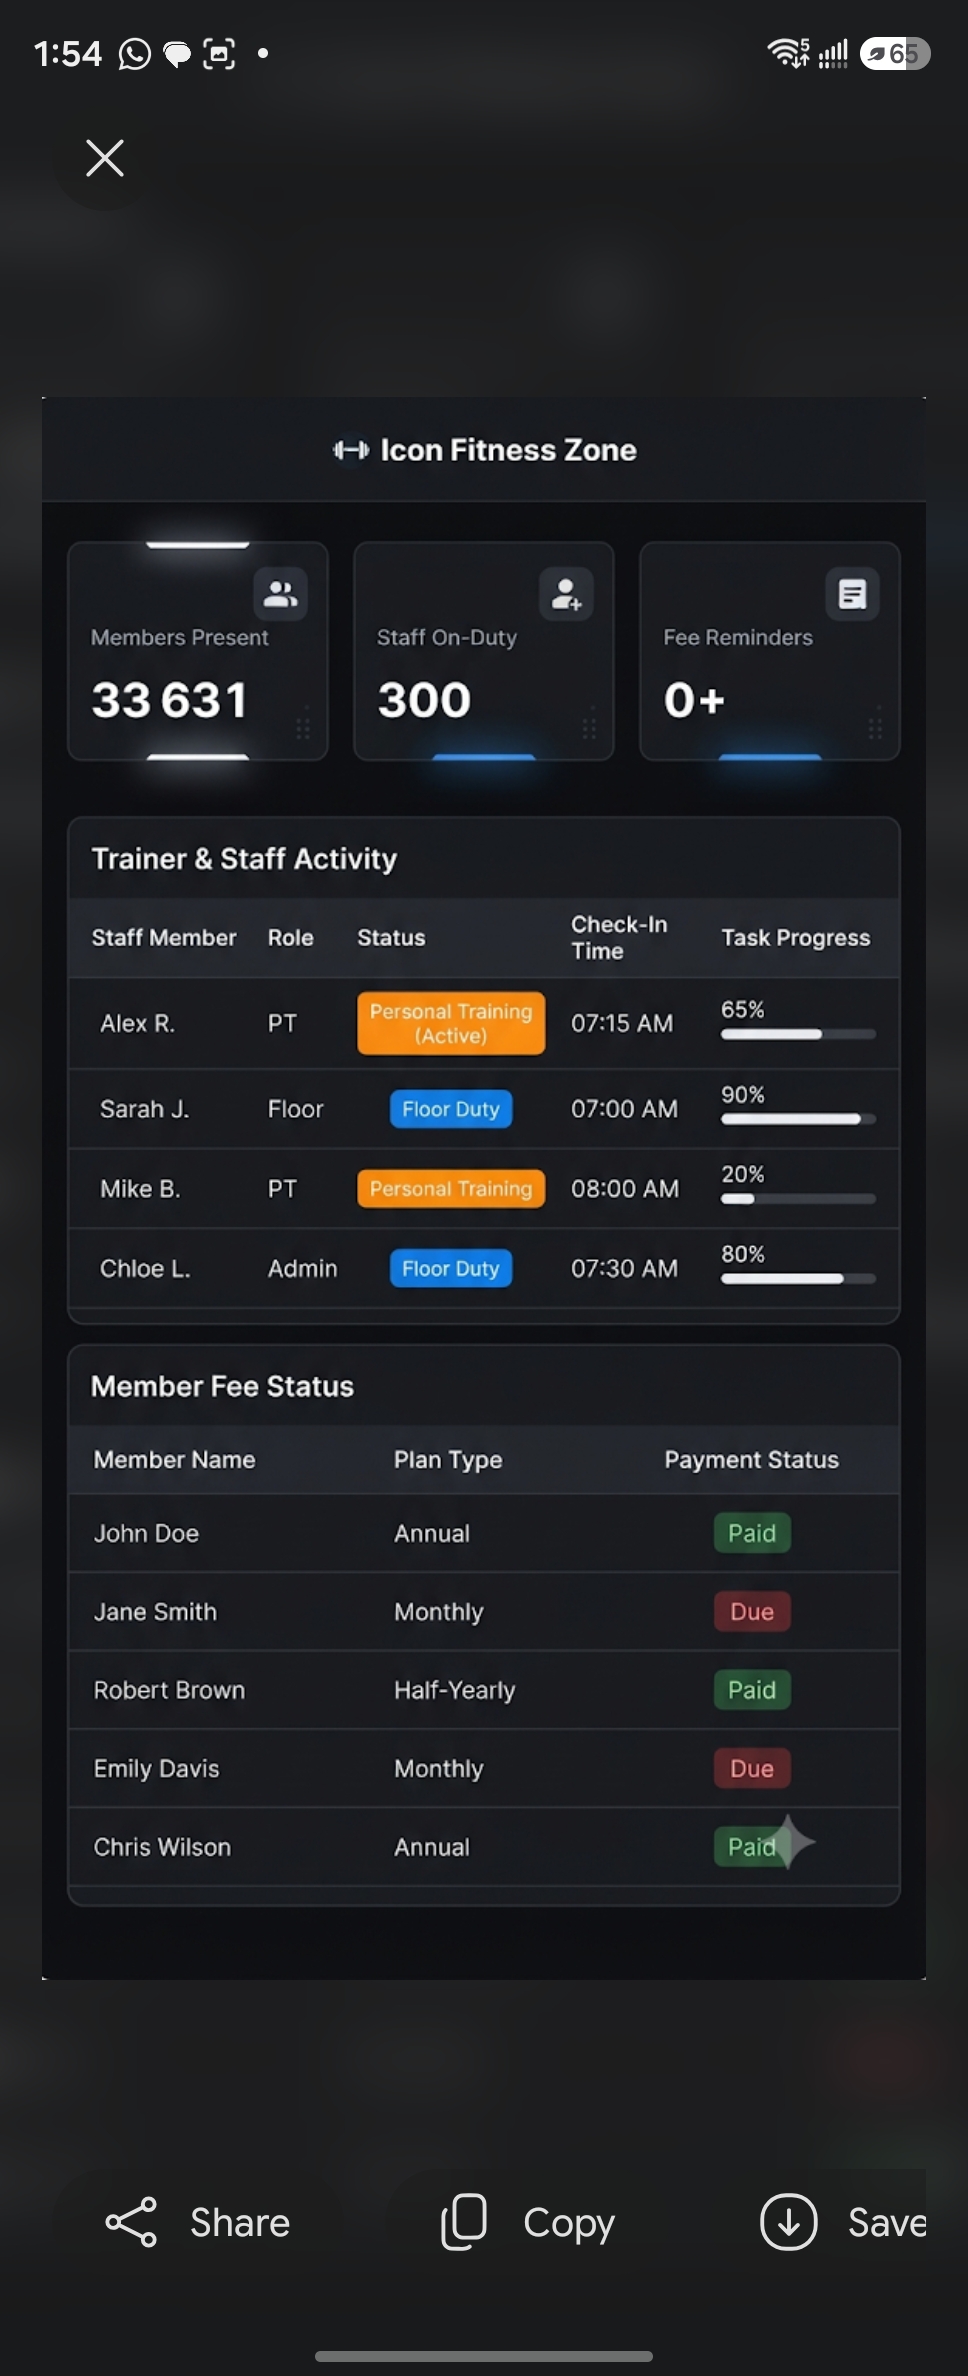 1:54
5
65
Icon Fitness Zone
Members Present
33 631
Staff On-Duty
300
Fee Reminders
0+
Trainer & Staff Activity
Staff Member Role Status Check-In Time Task Progress
Alex R. PT Personal Training (Active) 07:15 AM 65%
Sarah J. Floor Floor Duty 07:00 AM 90%
Mike B. PT Personal Training 08:00 AM 20%
Chloe L. Admin Floor Duty 07:30 AM 80%
Member Fee Status
Member Name Plan Type Payment Status
John Doe Annual Paid
Jane Smith Monthly Due
Robert Brown Half-Yearly Paid
Emily Davis Monthly Due
Chris Wilson Annual Paid
Share Copy Save